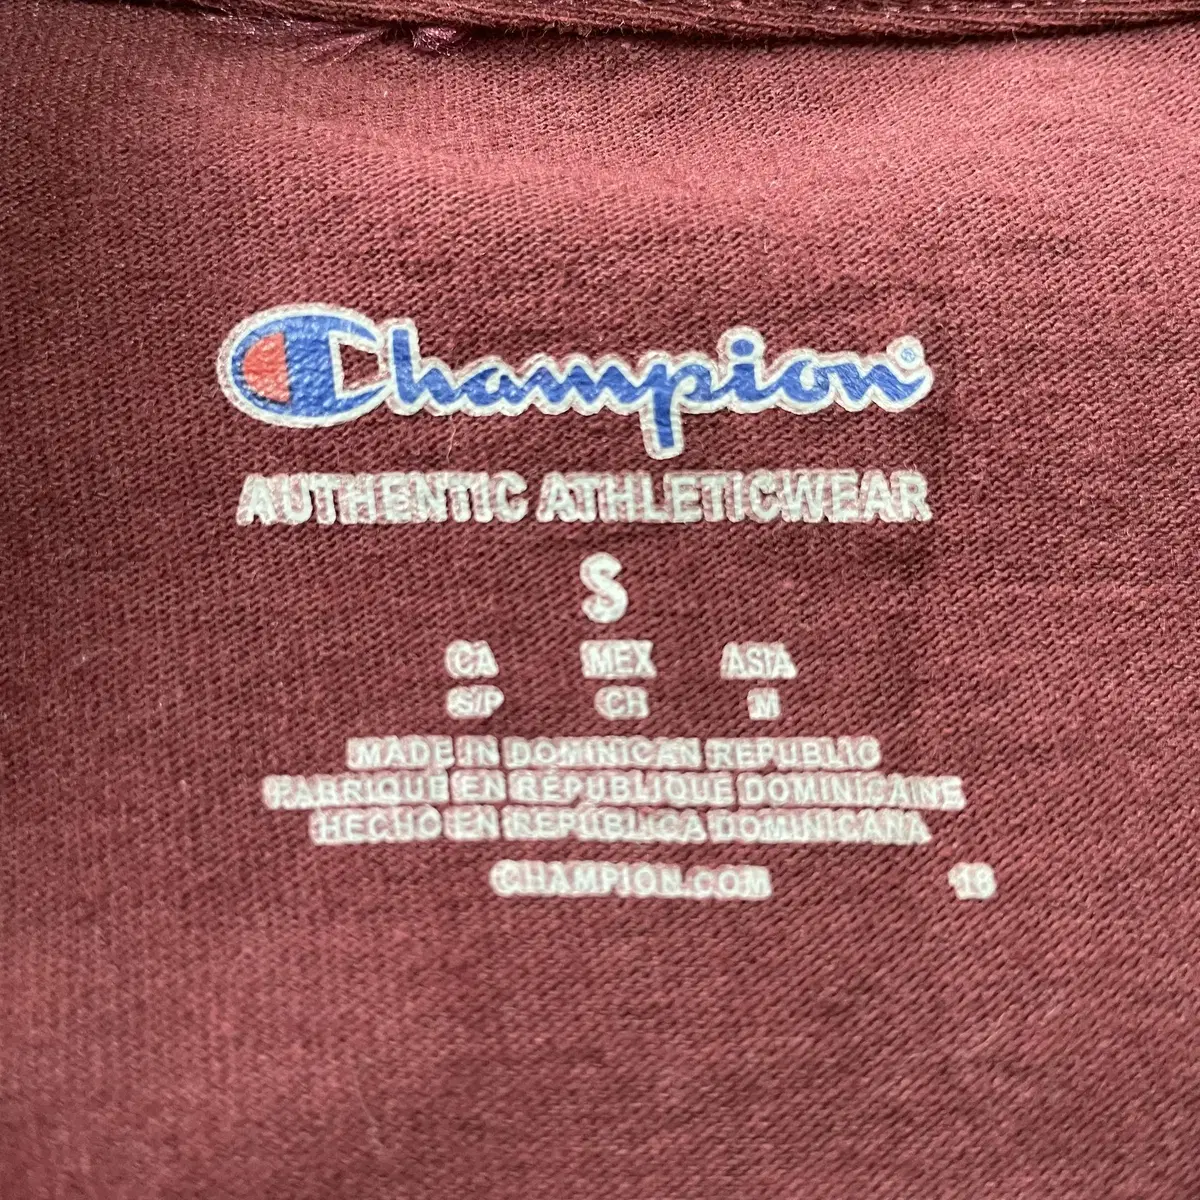 Champion®
AUTHENTIC ATHLETICWEAR
S
CA MEX ASIA
S/P CH M
MADE IN DOMINICAN REPUBLIC
FABRIQUE EN RÉPUBLIQUE DOMINICAINE
HECHO EN REPÚBLICA DOMINICANA
CHAMPION.COM 18